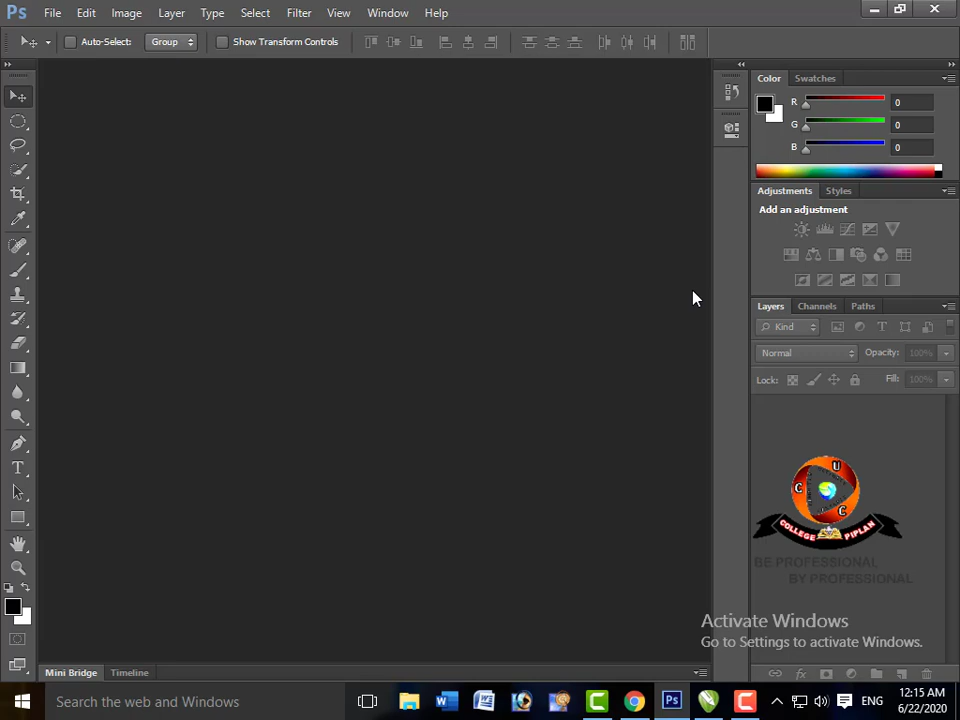 Ps File Edit Image Layer Type Select Filter View Window Help
Auto-Select: Group Show Transform Controls
Color Swatches
R 0
G 0
B 0
Adjustments Styles
Add an adjustment
Layers Channels Paths
Kind
Normal Opacity: 100%
Lock: Fill: 100%
U
C
C
COLLEGE PIPLAN
BE PROFESSIONAL
BY PROFESSIONAL
Activate Windows
Go to Settings to activate Windows.
Mini Bridge Timeline
Search the web and Windows
ENG
12:15 AM
6/22/2020